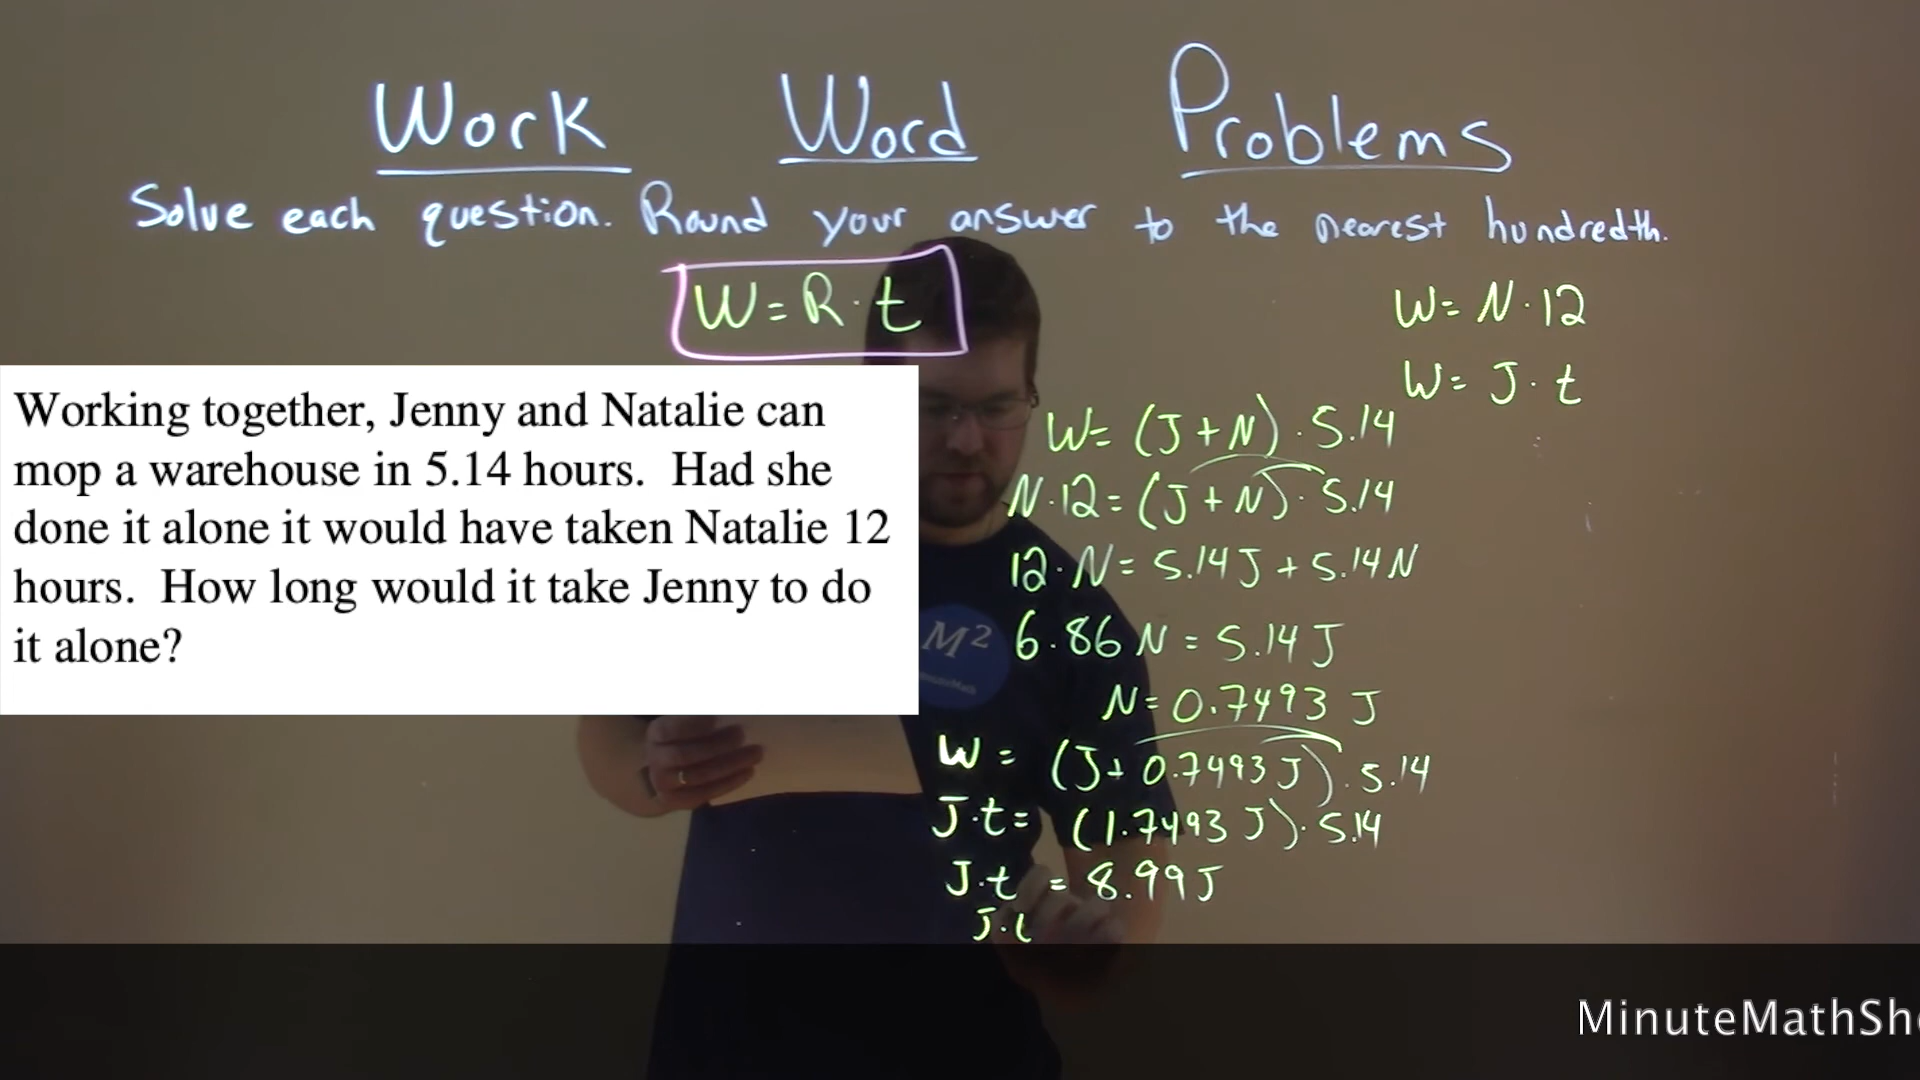 Work Word Problems
Solve each question. Round your answer to the nearest hundredth.
W = R · t
W = N · 12
W = J · t
Working together, Jenny and Natalie can
mop a warehouse in 5.14 hours. Had she
done it alone it would have taken Natalie 12
hours. How long would it take Jenny to do
it alone?
W = (J + N) · 5.14
N · 12 = (J + N) · 5.14
12 · N = 5.14 J + 5.14 N
6.86 N = 5.14 J
N = 0.7493 J
W = (J + 0.7493 J) · 5.14
J · t = (1.7493 J) · 5.14
J · t = 8.99 J
J · t
M²
MinuteMath
MinuteMathSh